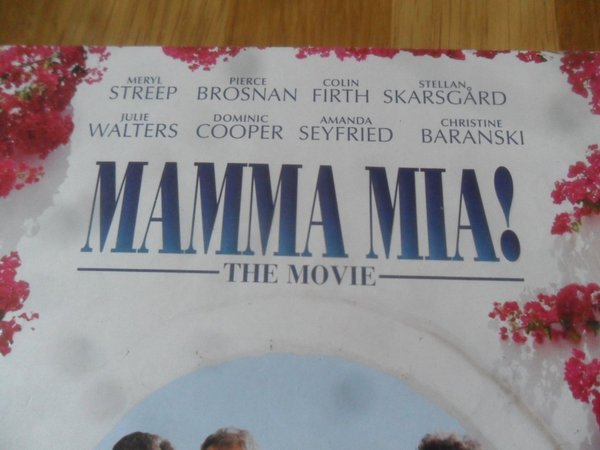 MERYL PIERCE COLIN STELLAN
STREEP BROSNAN FIRTH SKARSGÅRD
JULIE DOMINIC AMANDA CHRISTINE
WALTERS COOPER SEYFRIED BARANSKI
MAMMA MIA!
THE MOVIE